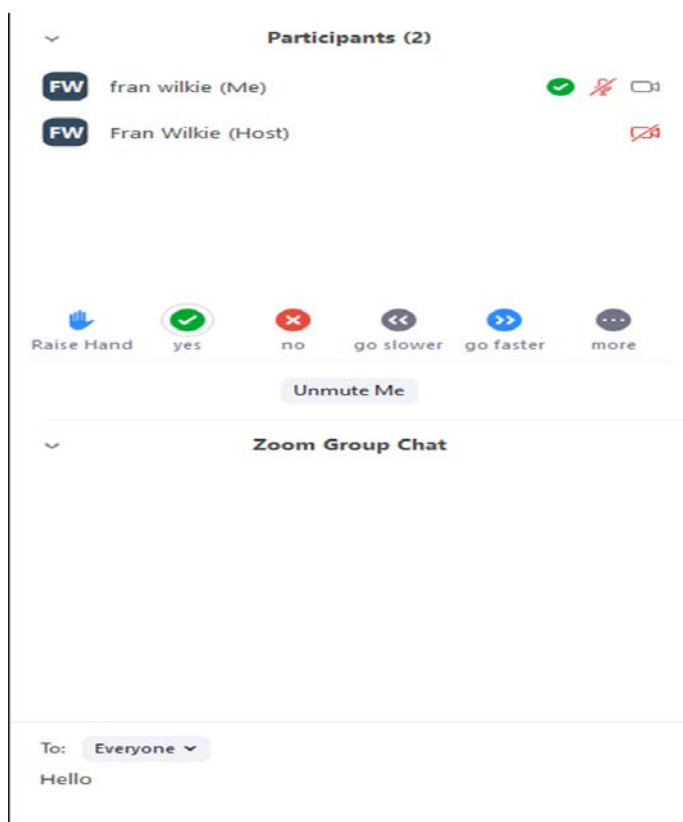 Participants (2)
FW fran wilkie (Me)
FW Fran Wilkie (Host)
Raise Hand yes no go slower go faster more
Unmute Me
Zoom Group Chat
To: Everyone
Hello